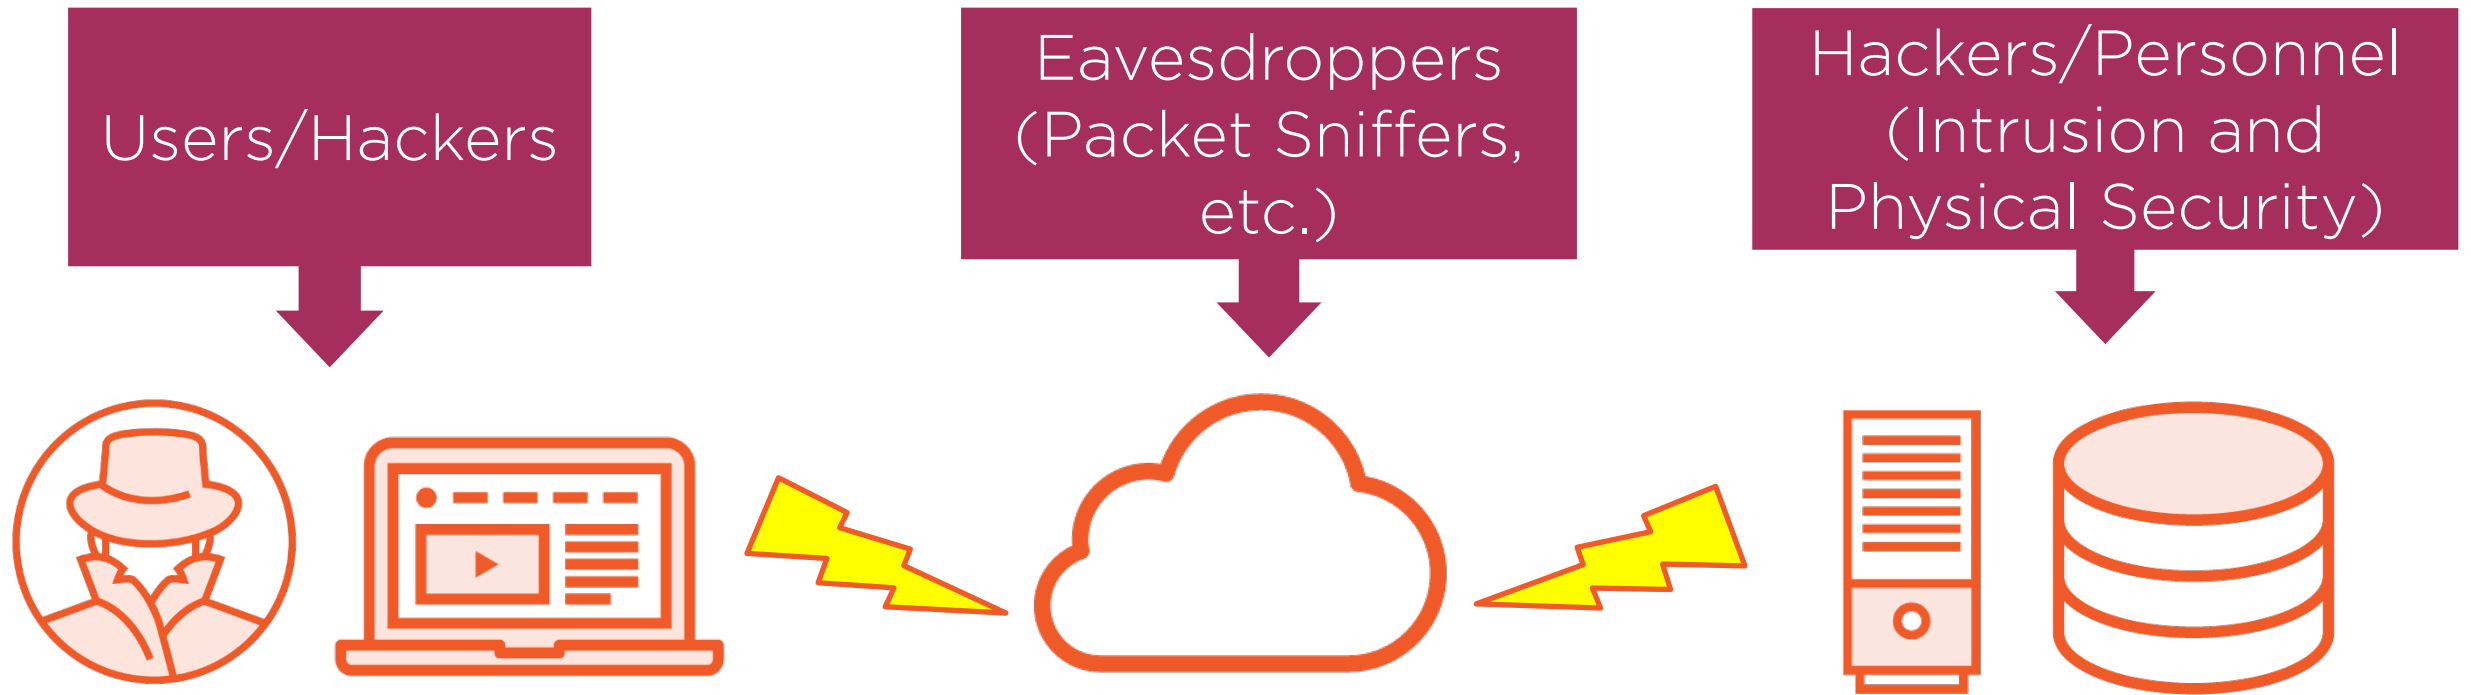 Users/Hackers
Eavesdroppers
(Packet Sniffers,
etc.)
Hackers/Personnel
(Intrusion and
Physical Security)